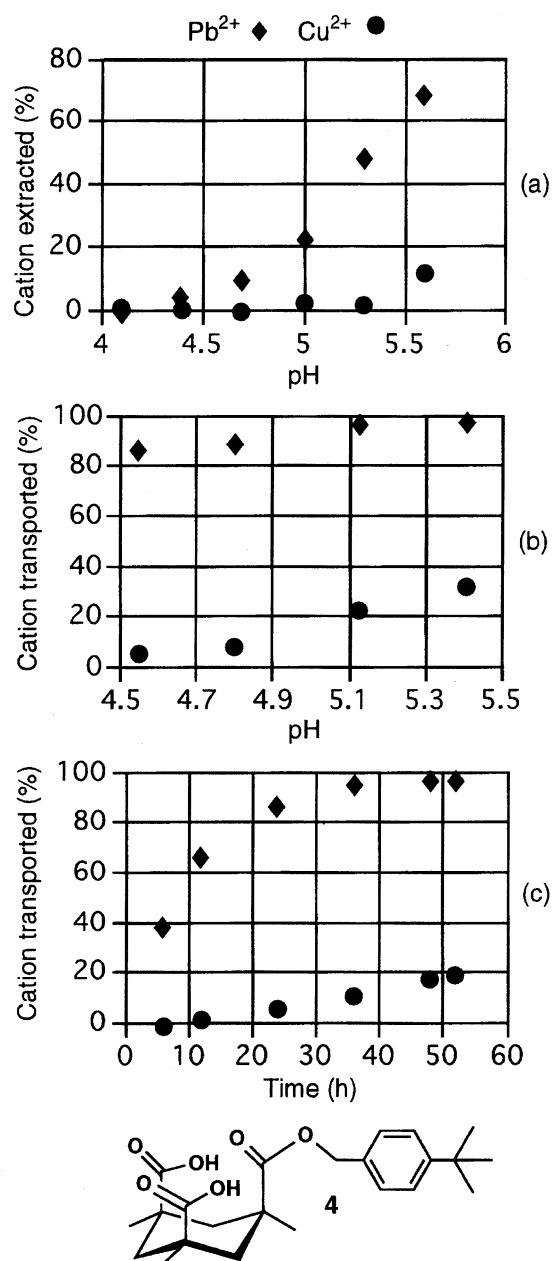 Pb²⁺ ◆ Cu²⁺ ●
Cation extracted (%)
80
60
40
20
0
4 4.5 5 5.5 6
pH
(a)
Cation transported (%)
100
80
60
40
20
0
4.5 4.7 4.9 5.1 5.3 5.5
pH
(b)
Cation transported (%)
100
80
60
40
20
0
0 10 20 30 40 50 60
Time (h)
(c)
O OH
O OH
O O
4